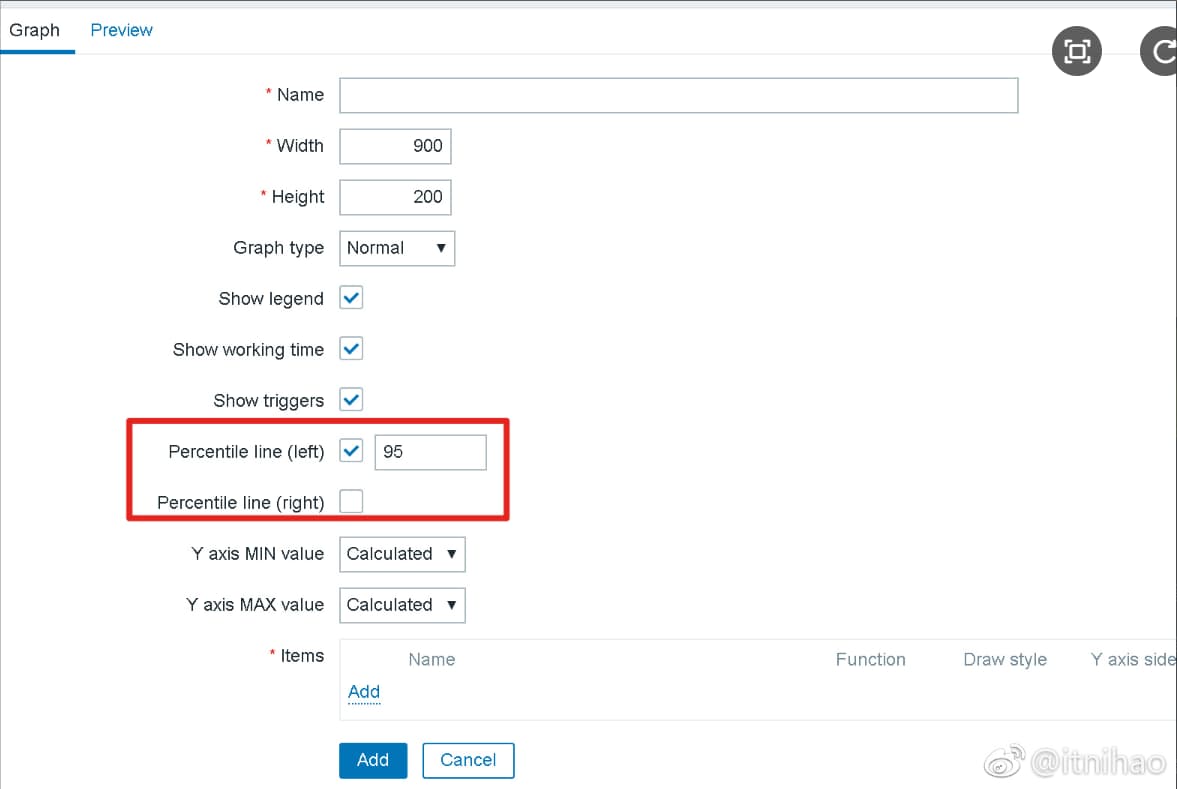 Graph Preview
* Name
* Width 900
* Height 200
Graph type Normal ▼
Show legend
Show working time
Show triggers
Percentile line (left) 95
Percentile line (right)
Y axis MIN value Calculated ▼
Y axis MAX value Calculated ▼
* Items Name Function Draw style Y axis side
Add
Add Cancel
@itnihao